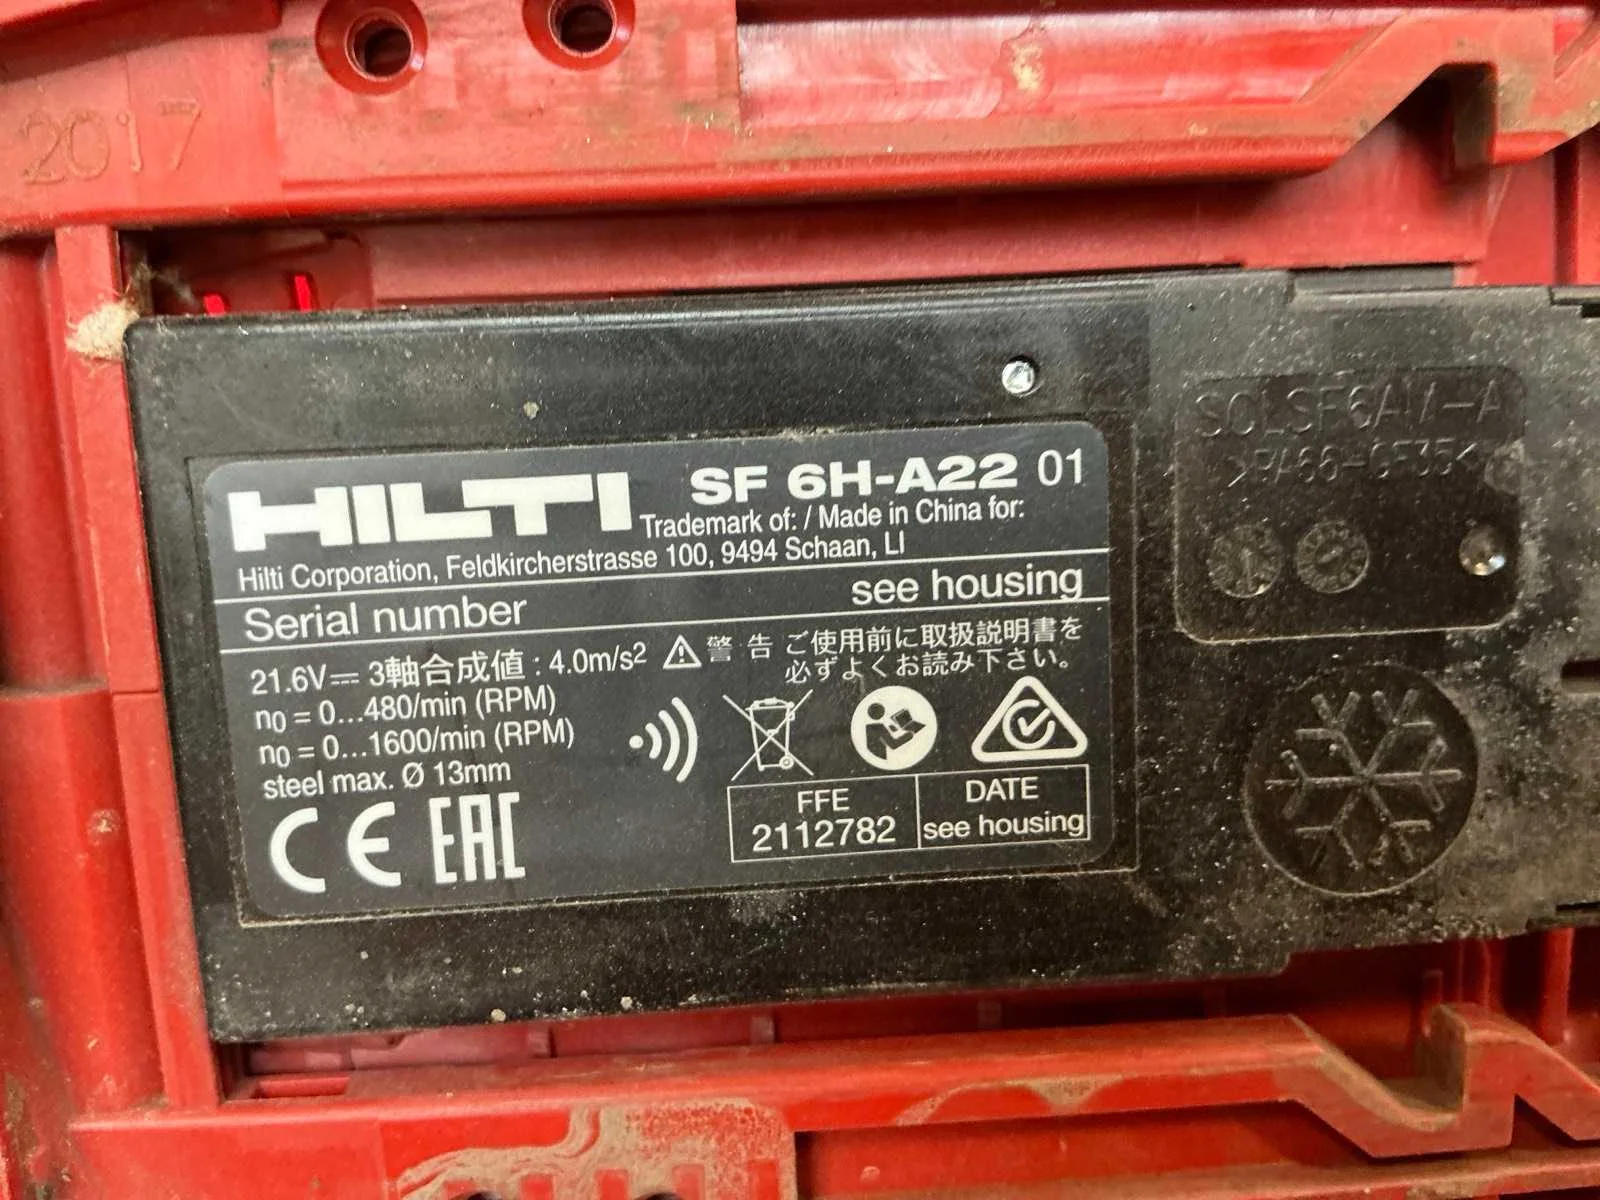 2017
HILTI
SF 6H-A22 01
Trademark of: / Made in China for:
Hilti Corporation, Feldkircherstrasse 100, 9494 Schaan, LI
Serial number see housing
21.6V⎓ 3軸合成値 : 4.0m/s²
警告 ご使用前に取扱説明書を
必ずよくお読み下さい。
n₀ = 0...480/min (RPM)
n₀ = 0...1600/min (RPM)
steel max. Ø 13mm
CE EAC
FFE
2112782
DATE
see housing
>PA66-GF35<